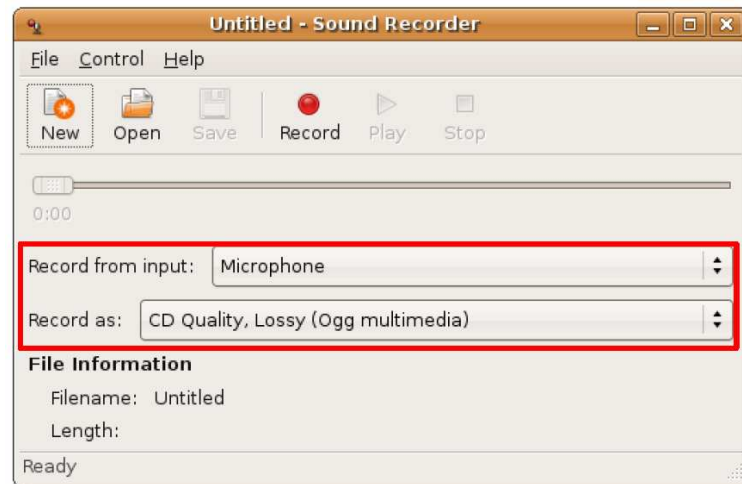 Untitled - Sound Recorder
File Control Help
New Open Save Record Play Stop
0:00
Record from input: Microphone
Record as: CD Quality, Lossy (Ogg multimedia)
File Information
Filename: Untitled
Length:
Ready